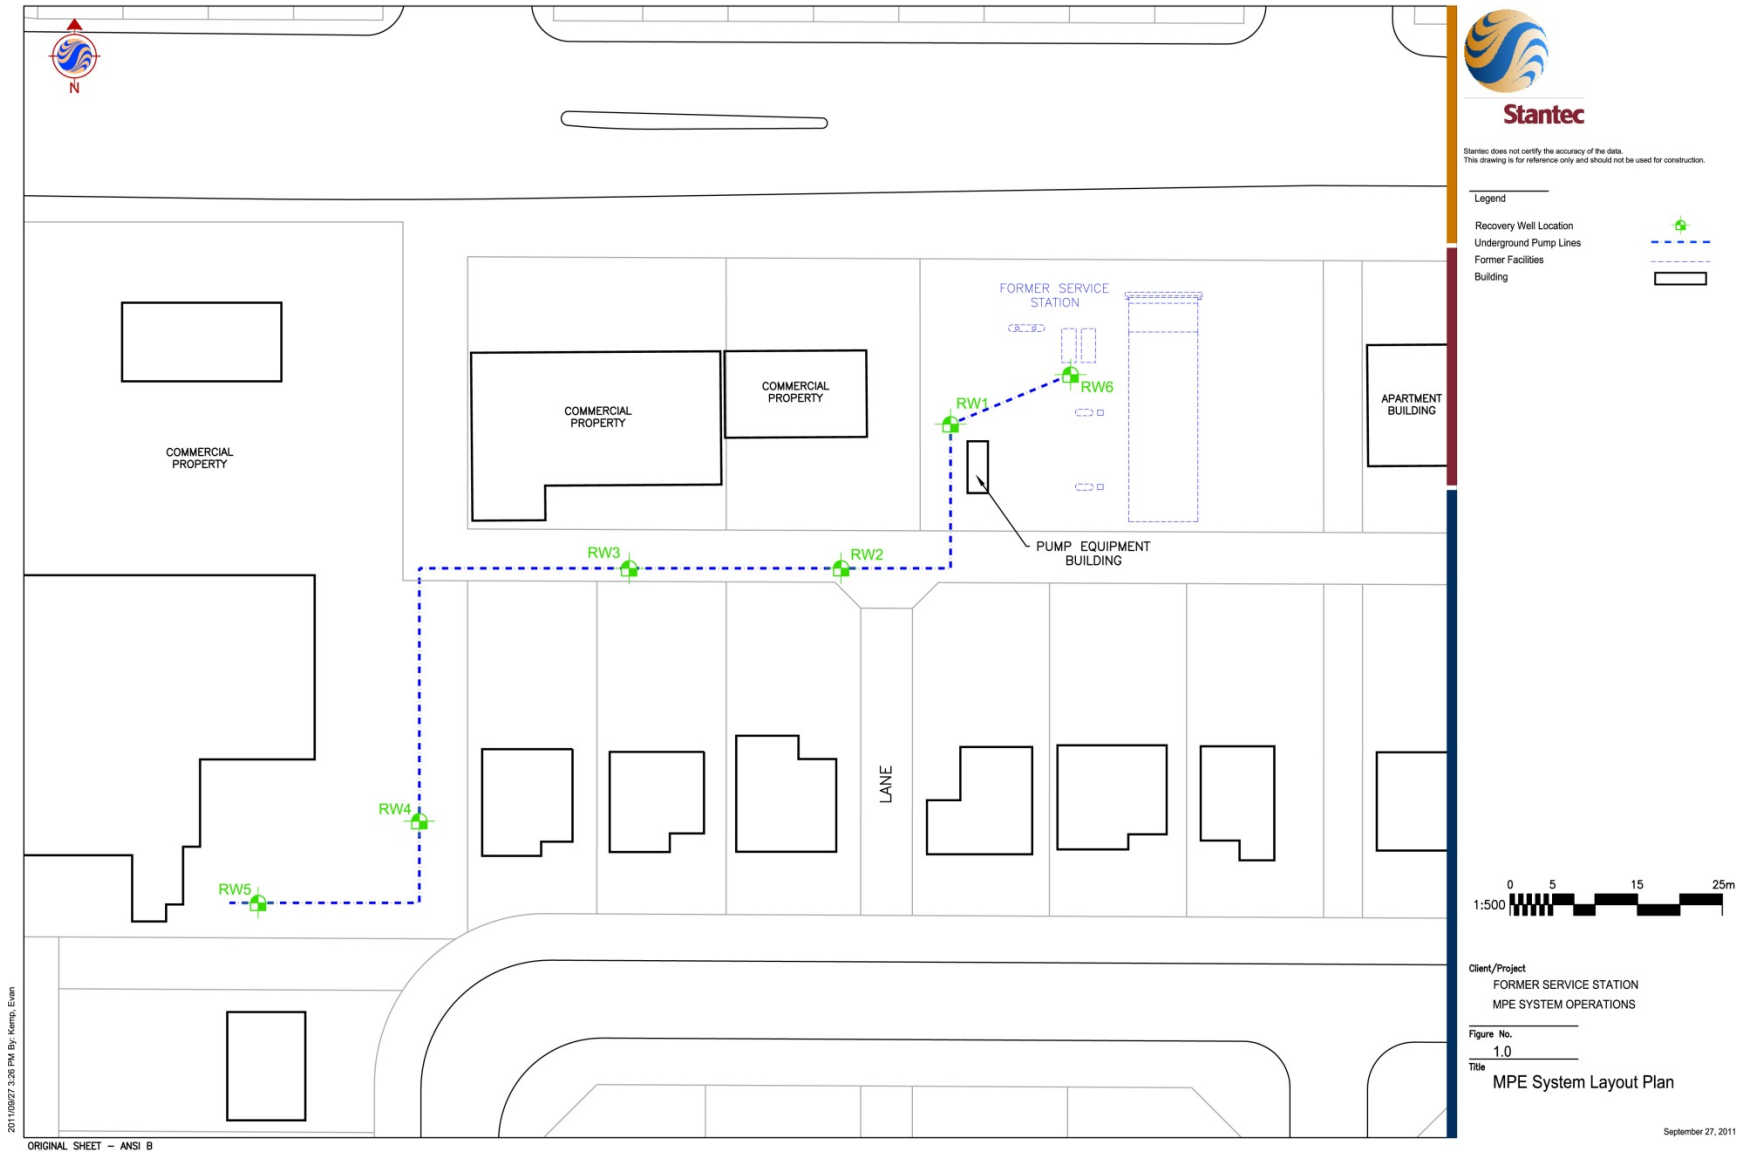 N
FORMER SERVICE
STATION
RW6
RW1
COMMERCIAL
PROPERTY
COMMERCIAL
PROPERTY
COMMERCIAL
PROPERTY
APARTMENT
BUILDING
PUMP EQUIPMENT
BUILDING
RW3
RW2
LANE
RW4
RW5
2011/09/27 3:26 PM By: Kemp, Evan
ORIGINAL SHEET – ANSI B
Stantec
Stantec does not certify the accuracy of the data.
This drawing is for reference only and should not be used for construction.
Legend
Recovery Well Location
Underground Pump Lines
Former Facilities
Building
0 5 15 25m
1:500
Client/Project
FORMER SERVICE STATION
MPE SYSTEM OPERATIONS
Figure No.
1.0
Title
MPE System Layout Plan
September 27, 2011